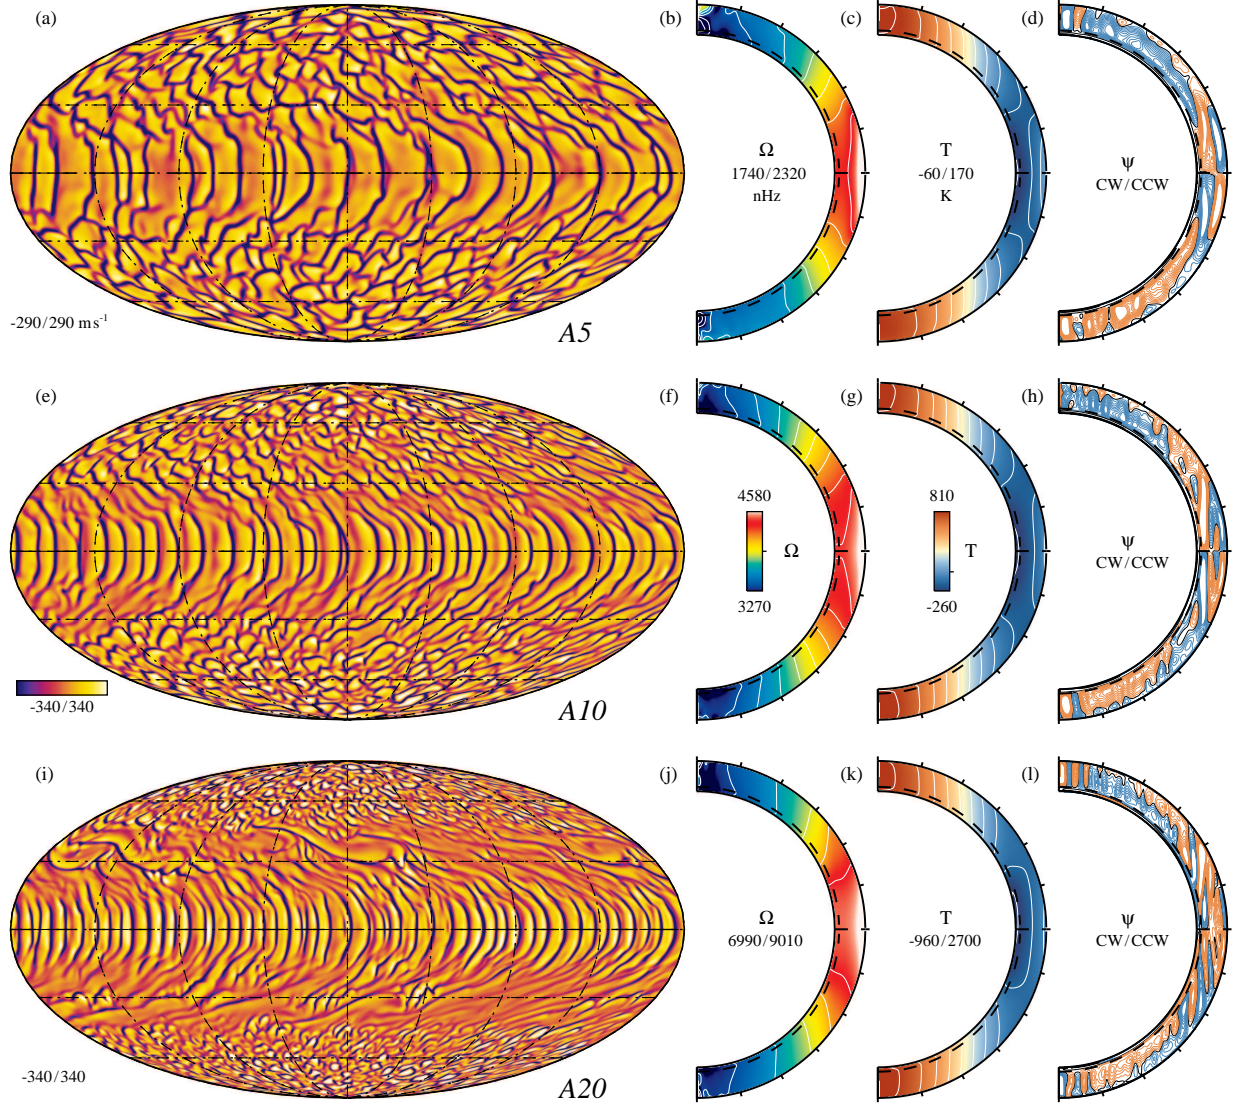 (a)
(b)
(c)
(d)
Ω
1740/2320
nHz
T
-60/170
K
ψ
CW/CCW
-290/290 m s⁻¹
A5
(e)
(f)
(g)
(h)
4580
Ω
3270
810
T
-260
ψ
CW/CCW
-340/340
A10
(i)
(j)
(k)
(l)
Ω
6990/9010
T
-960/2700
ψ
CW/CCW
-340/340
A20